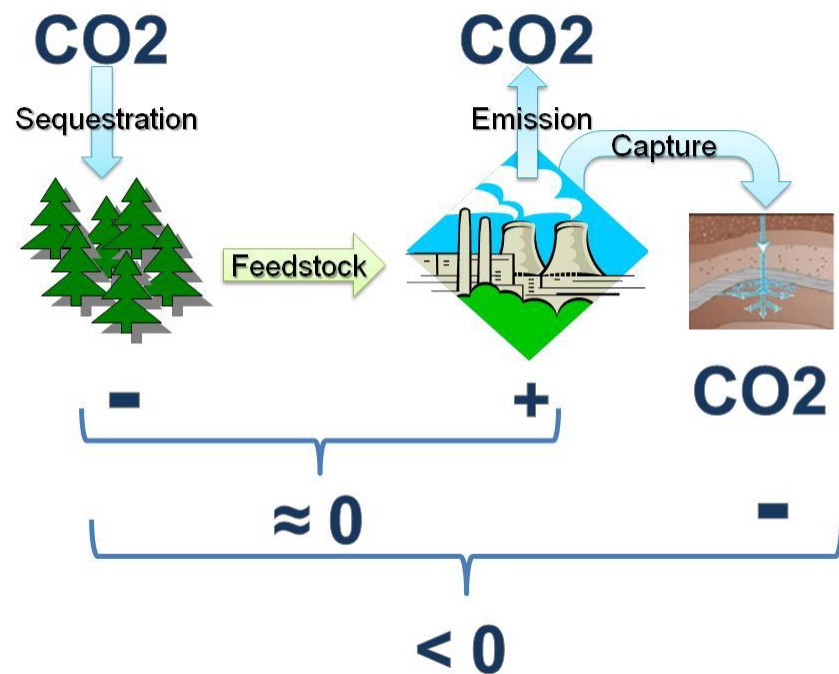 CO2
CO2
Sequestration
Emission
Capture
Feedstock
-
+
CO2
≈ 0
-
< 0